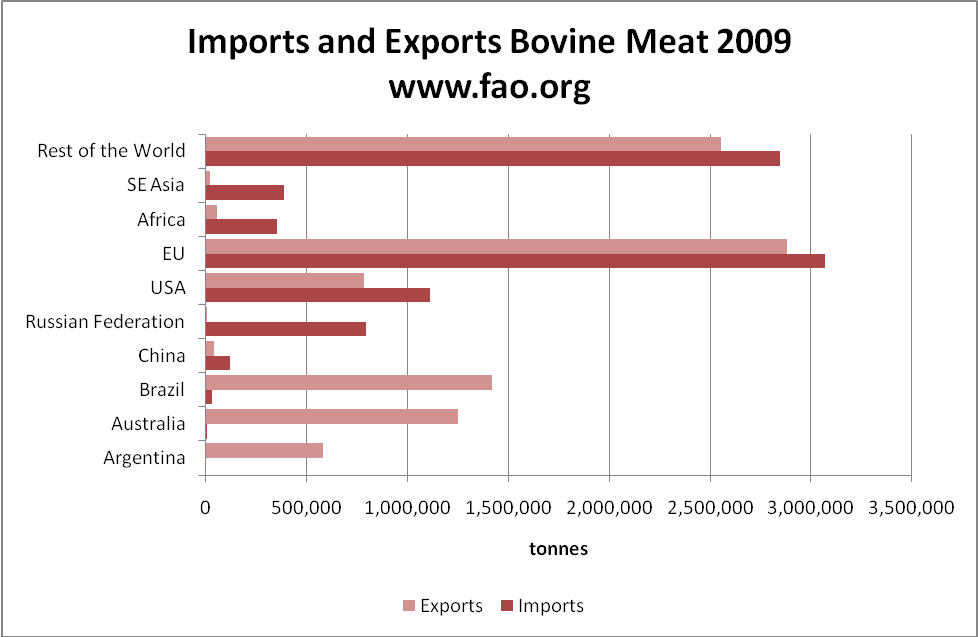 Imports and Exports Bovine Meat 2009
www.fao.org
Rest of the World
SE Asia
Africa
EU
USA
Russian Federation
China
Brazil
Australia
Argentina
0 500,000 1,000,000 1,500,000 2,000,000 2,500,000 3,000,000 3,500,000
tonnes
Exports Imports